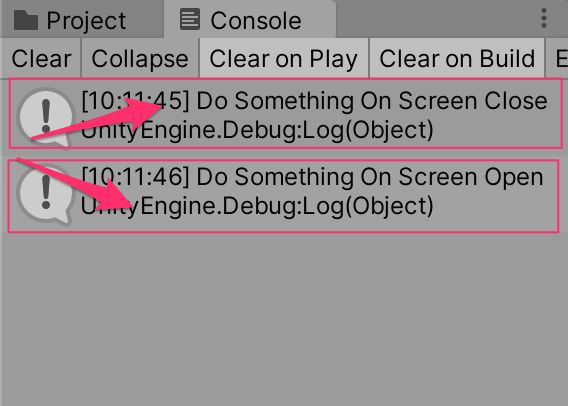 Project
Console
Clear
Collapse
Clear on Play
Clear on Build
E
[10:11:45] Do Something On Screen Close
UnityEngine.Debug:Log(Object)
[10:11:46] Do Something On Screen Open
UnityEngine.Debug:Log(Object)